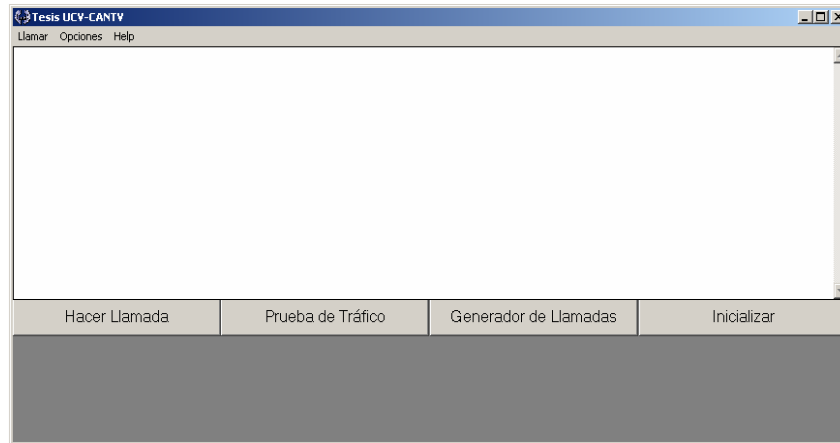 Tesis UCV-CANTV
Llamar Opciones Help
Hacer Llamada Prueba de Tráfico Generador de Llamadas Inicializar